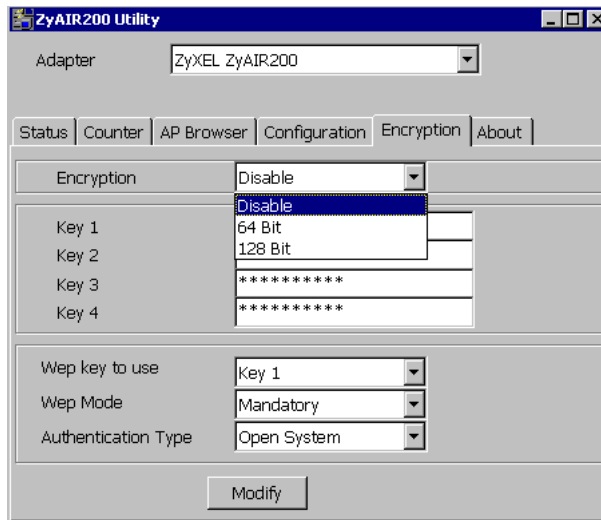 ZyAIR200 Utility
Adapter ZyXEL ZyAIR200
Status Counter AP Browser Configuration Encryption About
Encryption Disable
Disable
Key 1 64 Bit
Key 2 128 Bit
Key 3 **********
Key 4 **********
Wep key to use Key 1
Wep Mode Mandatory
Authentication Type Open System
Modify